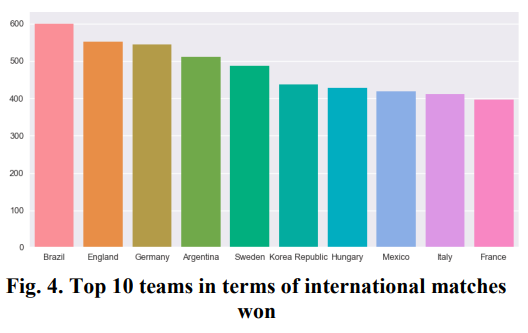 600
500
400
300
200
100
0
Brazil England Germany Argentina Sweden Korea Republic Hungary Mexico Italy France
Fig. 4. Top 10 teams in terms of international matches
won